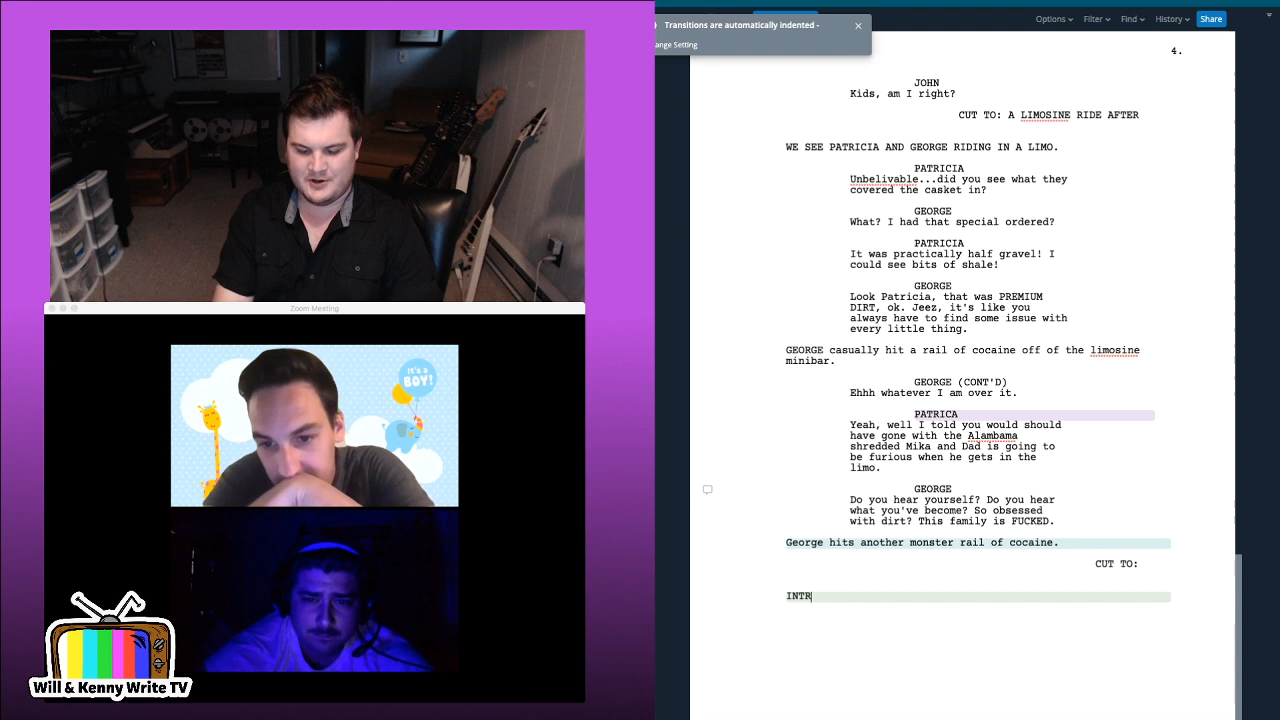 Transitions are automatically indented -
ange Setting
Options
Filter
Find
History
Share
4.
JOHN
Kids, am I right?
CUT TO: A LIMOSINE RIDE AFTER
WE SEE PATRICIA AND GEORGE RIDING IN A LIMO.
PATRICIA
Unbelivable...did you see what they
covered the casket in?
GEORGE
What? I had that special ordered?
PATRICIA
It was practically half gravel! I
could see bits of shale!
GEORGE
Look Patricia, that was PREMIUM
DIRT, ok. Jeez, it's like you
always have to find some issue with
every little thing.
GEORGE casually hit a rail of cocaine off of the limosine
minibar.
GEORGE (CONT'D)
Ehhh whatever I am over it.
PATRICA
Yeah, well I told you would should
have gone with the Alambama
shredded Mika and Dad is going to
be furious when he gets in the
limo.
GEORGE
Do you hear yourself? Do you hear
what you've become? So obsessed
with dirt? This family is FUCKED.
George hits another monster rail of cocaine.
CUT TO:
INTR
Zoom Meeting
IT'S A
BOY!
Will & Kenny Write TV